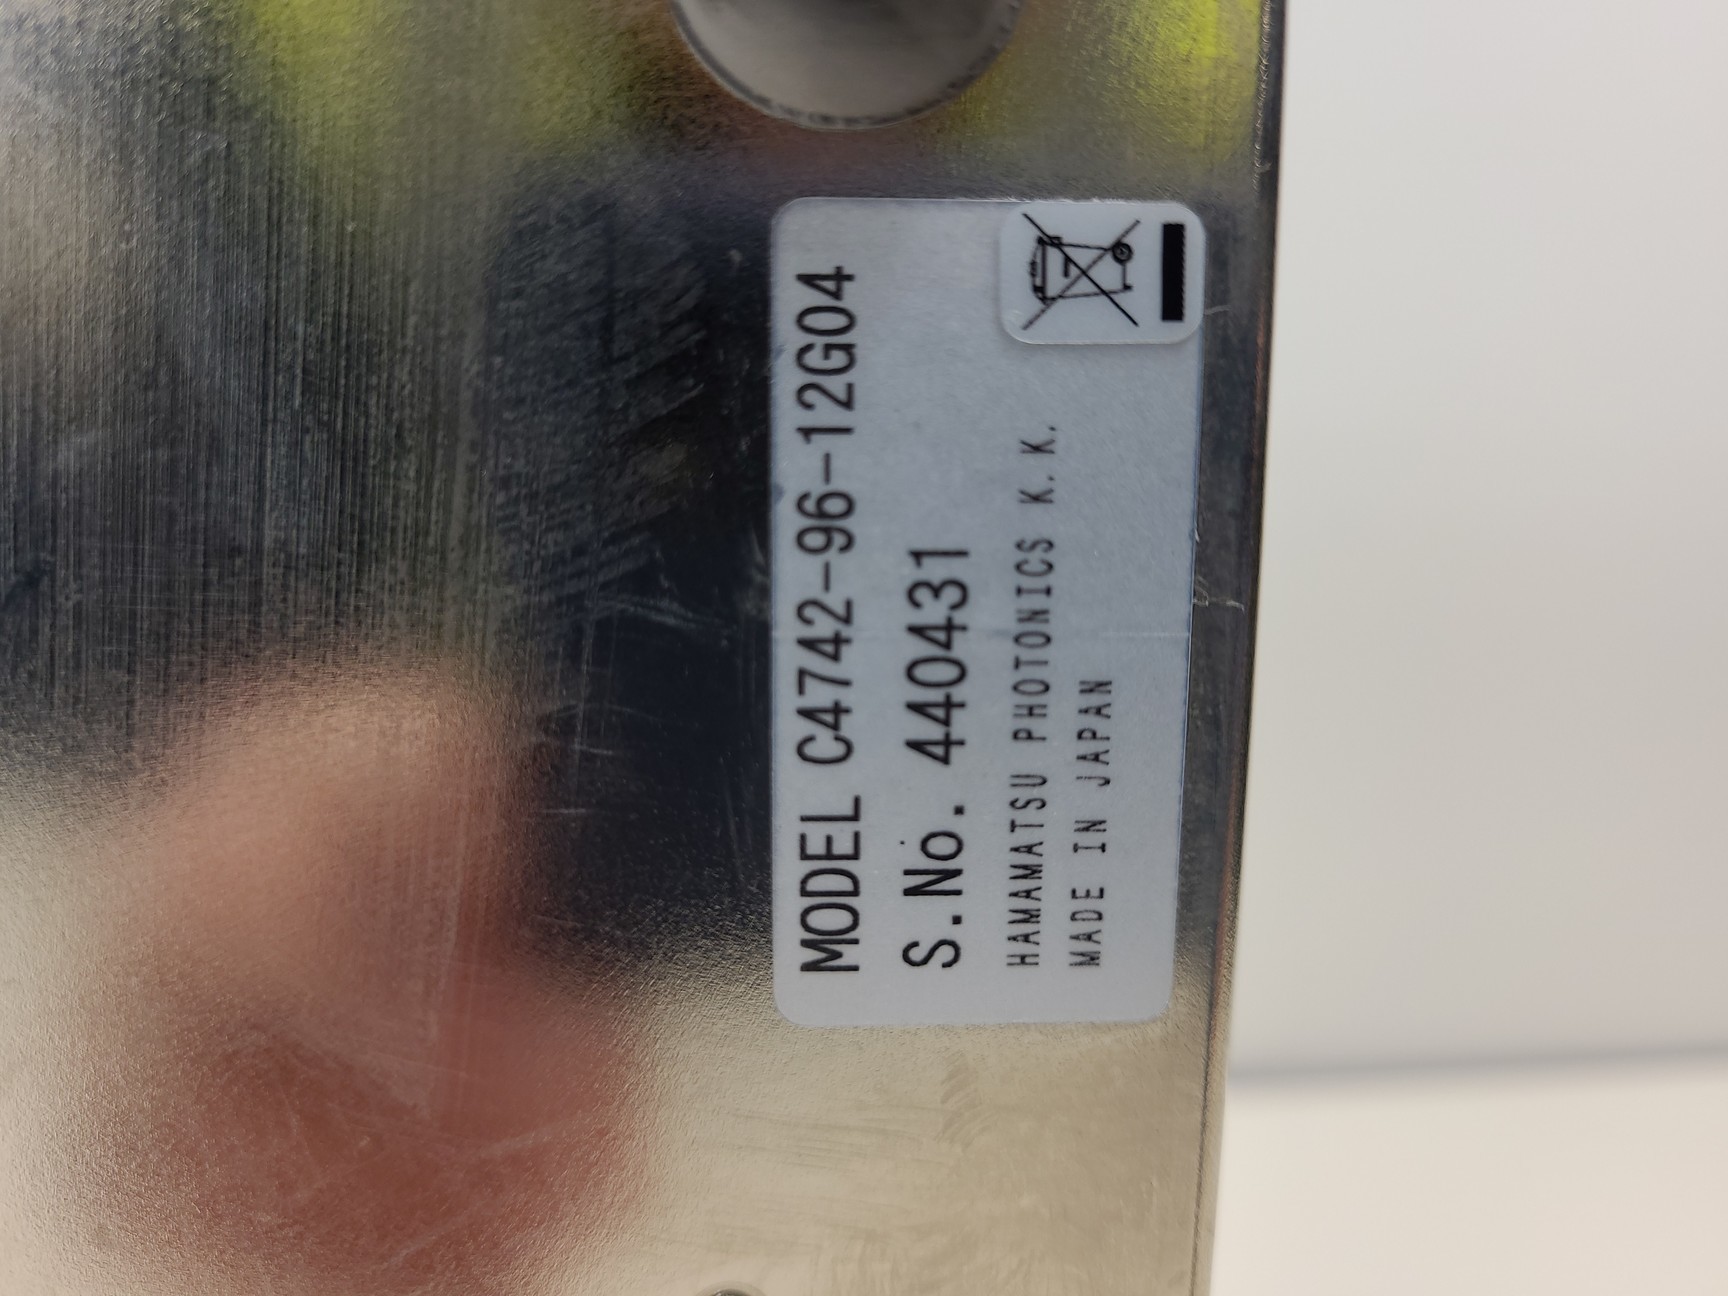 MODEL C4742-96-12G04
S.No. 440431
HAMAMATSU PHOTONICS K.K.
MADE IN JAPAN